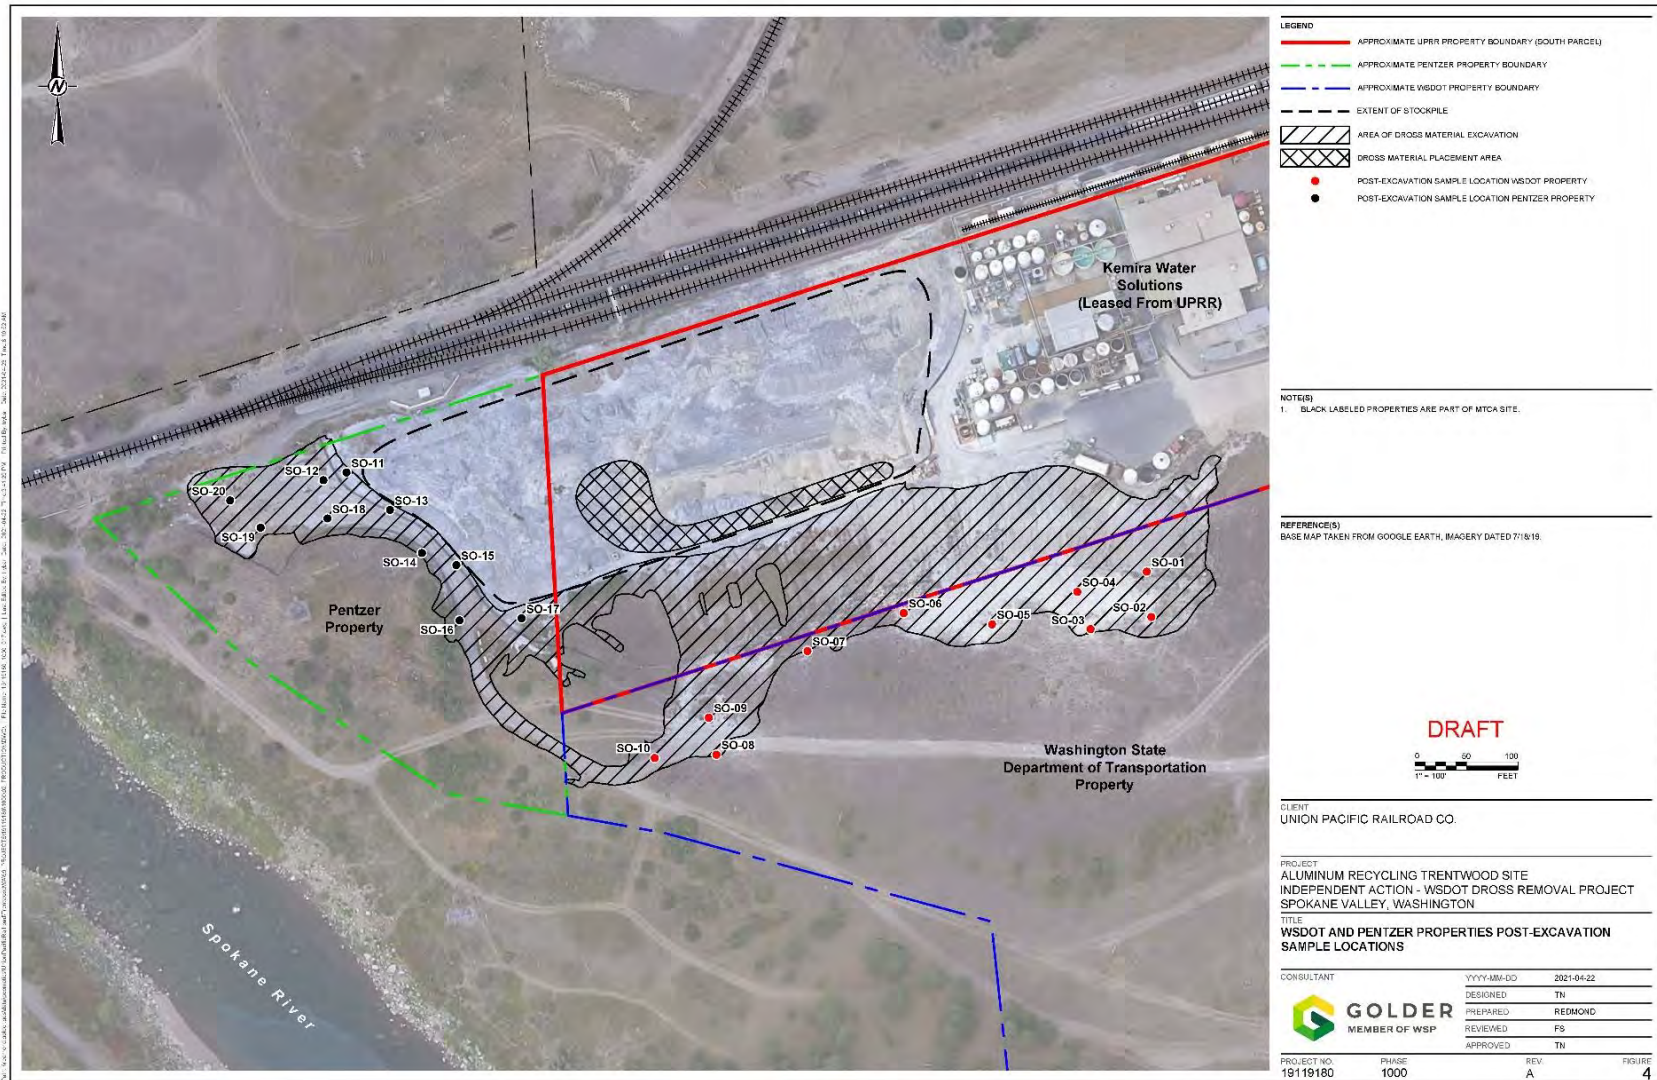 N
Kemira Water
Solutions
(Leased From UPRR)
SO-11
SO-12
SO-20
SO-13
SO-18
SO-19
SO-14
SO-15
SO-01
SO-04
SO-17
SO-06
SO-02
SO-05
SO-03
Pentzer
Property
SO-16
SO-07
SO-09
SO-10
SO-08
Washington State
Department of Transportation
Property
Spokane River
LEGEND
APPROXIMATE UPRR PROPERTY BOUNDARY (SOUTH PARCEL)
APPROXIMATE PENTZER PROPERTY BOUNDARY
APPROXIMATE WSDOT PROPERTY BOUNDARY
EXTENT OF STOCKPILE
AREA OF DROSS MATERIAL EXCAVATION
DROSS MATERIAL PLACEMENT AREA
POST-EXCAVATION SAMPLE LOCATION WSDOT PROPERTY
POST-EXCAVATION SAMPLE LOCATION PENTZER PROPERTY
NOTE(S)
1. BLACK LABELED PROPERTIES ARE PART OF MTCA SITE.
REFERENCE(S)
BASE MAP TAKEN FROM GOOGLE EARTH, IMAGERY DATED 7/18/19.
DRAFT
0 50 100
1" = 100' FEET
CLIENT
UNION PACIFIC RAILROAD CO.
PROJECT
ALUMINUM RECYCLING TRENTWOOD SITE
INDEPENDENT ACTION - WSDOT DROSS REMOVAL PROJECT
SPOKANE VALLEY, WASHINGTON
TITLE
WSDOT AND PENTZER PROPERTIES POST-EXCAVATION
SAMPLE LOCATIONS
CONSULTANT
GOLDER
MEMBER OF WSP
YYYY-MM-DD 2021-04-22
DESIGNED TN
PREPARED REDMOND
REVIEWED FS
APPROVED TN
PROJECT NO. PHASE REV. FIGURE
19119180 1000 A 4